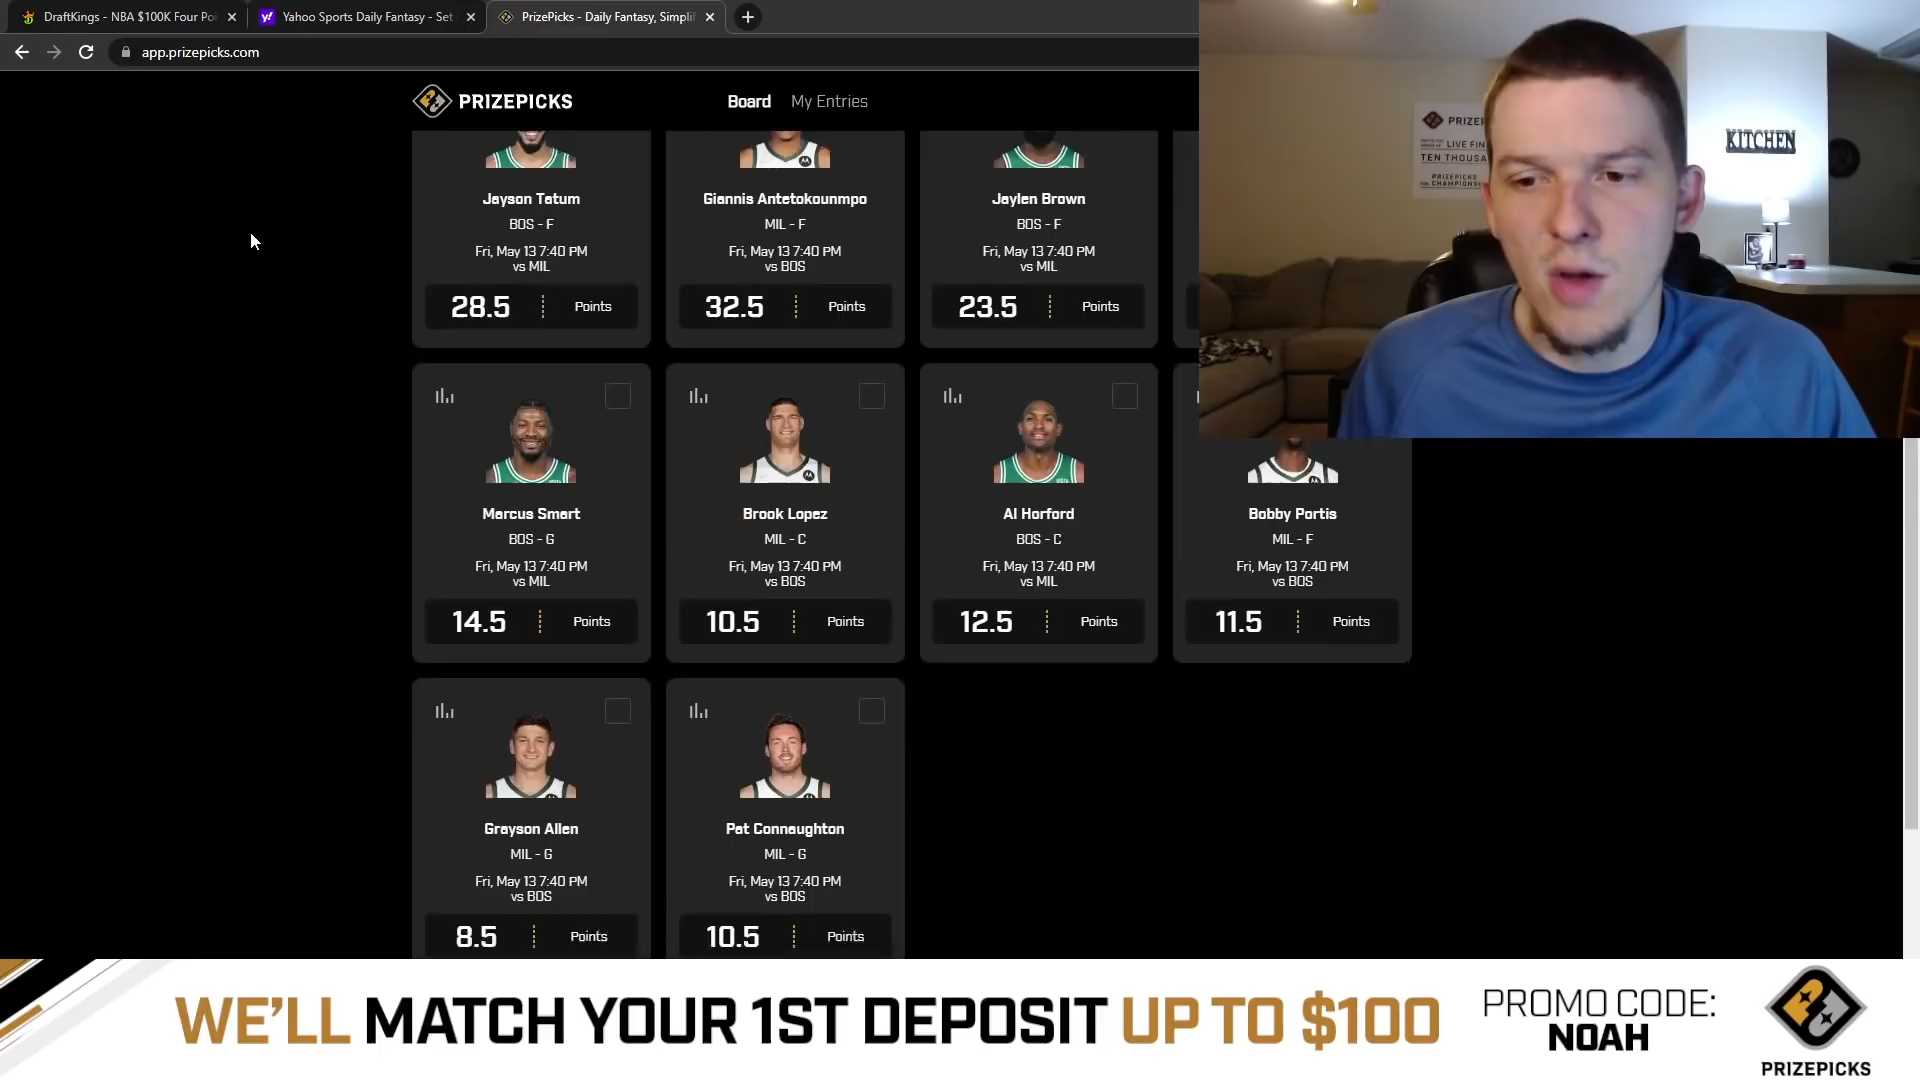 DraftKings - NBA $100K Four Poi
Yahoo Sports Daily Fantasy - Set
PrizePicks - Daily Fantasy, Simplif
app.prizepicks.com
PRIZEPICKS
Board
My Entries
Jayson Tatum
BOS - F
Fri, May 13 7:40 PM
vs MIL
28.5
Points
Giannis Antetokounmpo
MIL - F
Fri, May 13 7:40 PM
vs BOS
32.5
Points
Jaylen Brown
BOS - F
Fri, May 13 7:40 PM
vs MIL
23.5
Points
Marcus Smart
BOS - G
Fri, May 13 7:40 PM
vs MIL
14.5
Points
Brook Lopez
MIL - C
Fri, May 13 7:40 PM
vs BOS
10.5
Points
Al Horford
BOS - C
Fri, May 13 7:40 PM
vs MIL
12.5
Points
Bobby Portis
MIL - F
Fri, May 13 7:40 PM
vs BOS
11.5
Points
Grayson Allen
MIL - G
Fri, May 13 7:40 PM
vs BOS
8.5
Points
Pat Connaughton
MIL - G
Fri, May 13 7:40 PM
vs BOS
10.5
Points
PRIZEP
LIVE FIN
TEN THOUSA
PRIZEPICKS
KITCHEN
WE'LL MATCH YOUR 1ST DEPOSIT UP TO $100
PROMO CODE:
NOAH
PRIZEPICKS